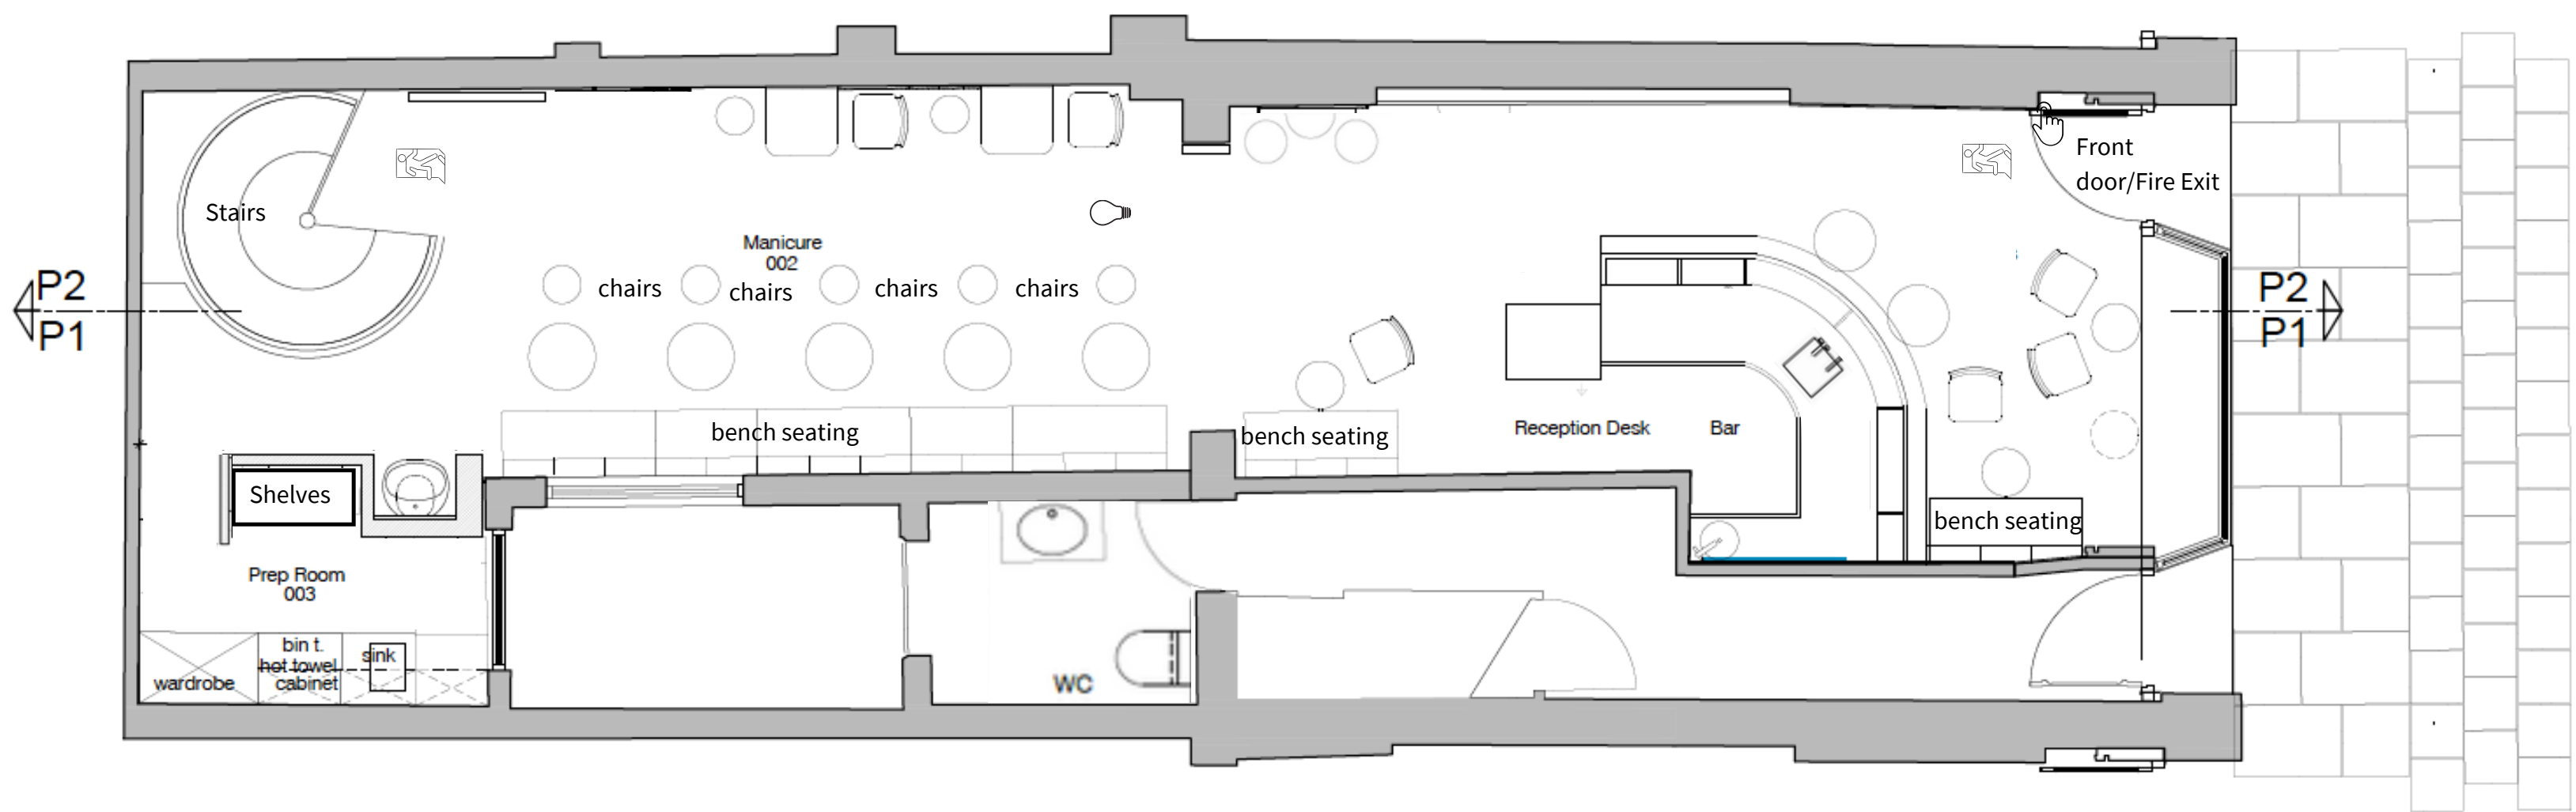 Front
door/Fire Exit
Stairs
Manicure
002
P2
P1
chairs
chairs
chairs
chairs
P2
P1
bench seating
bench seating
Reception Desk
Bar
Shelves
bench seating
Prep Room
003
bin t.
hot towel
cabinet
sink
wardrobe
WC